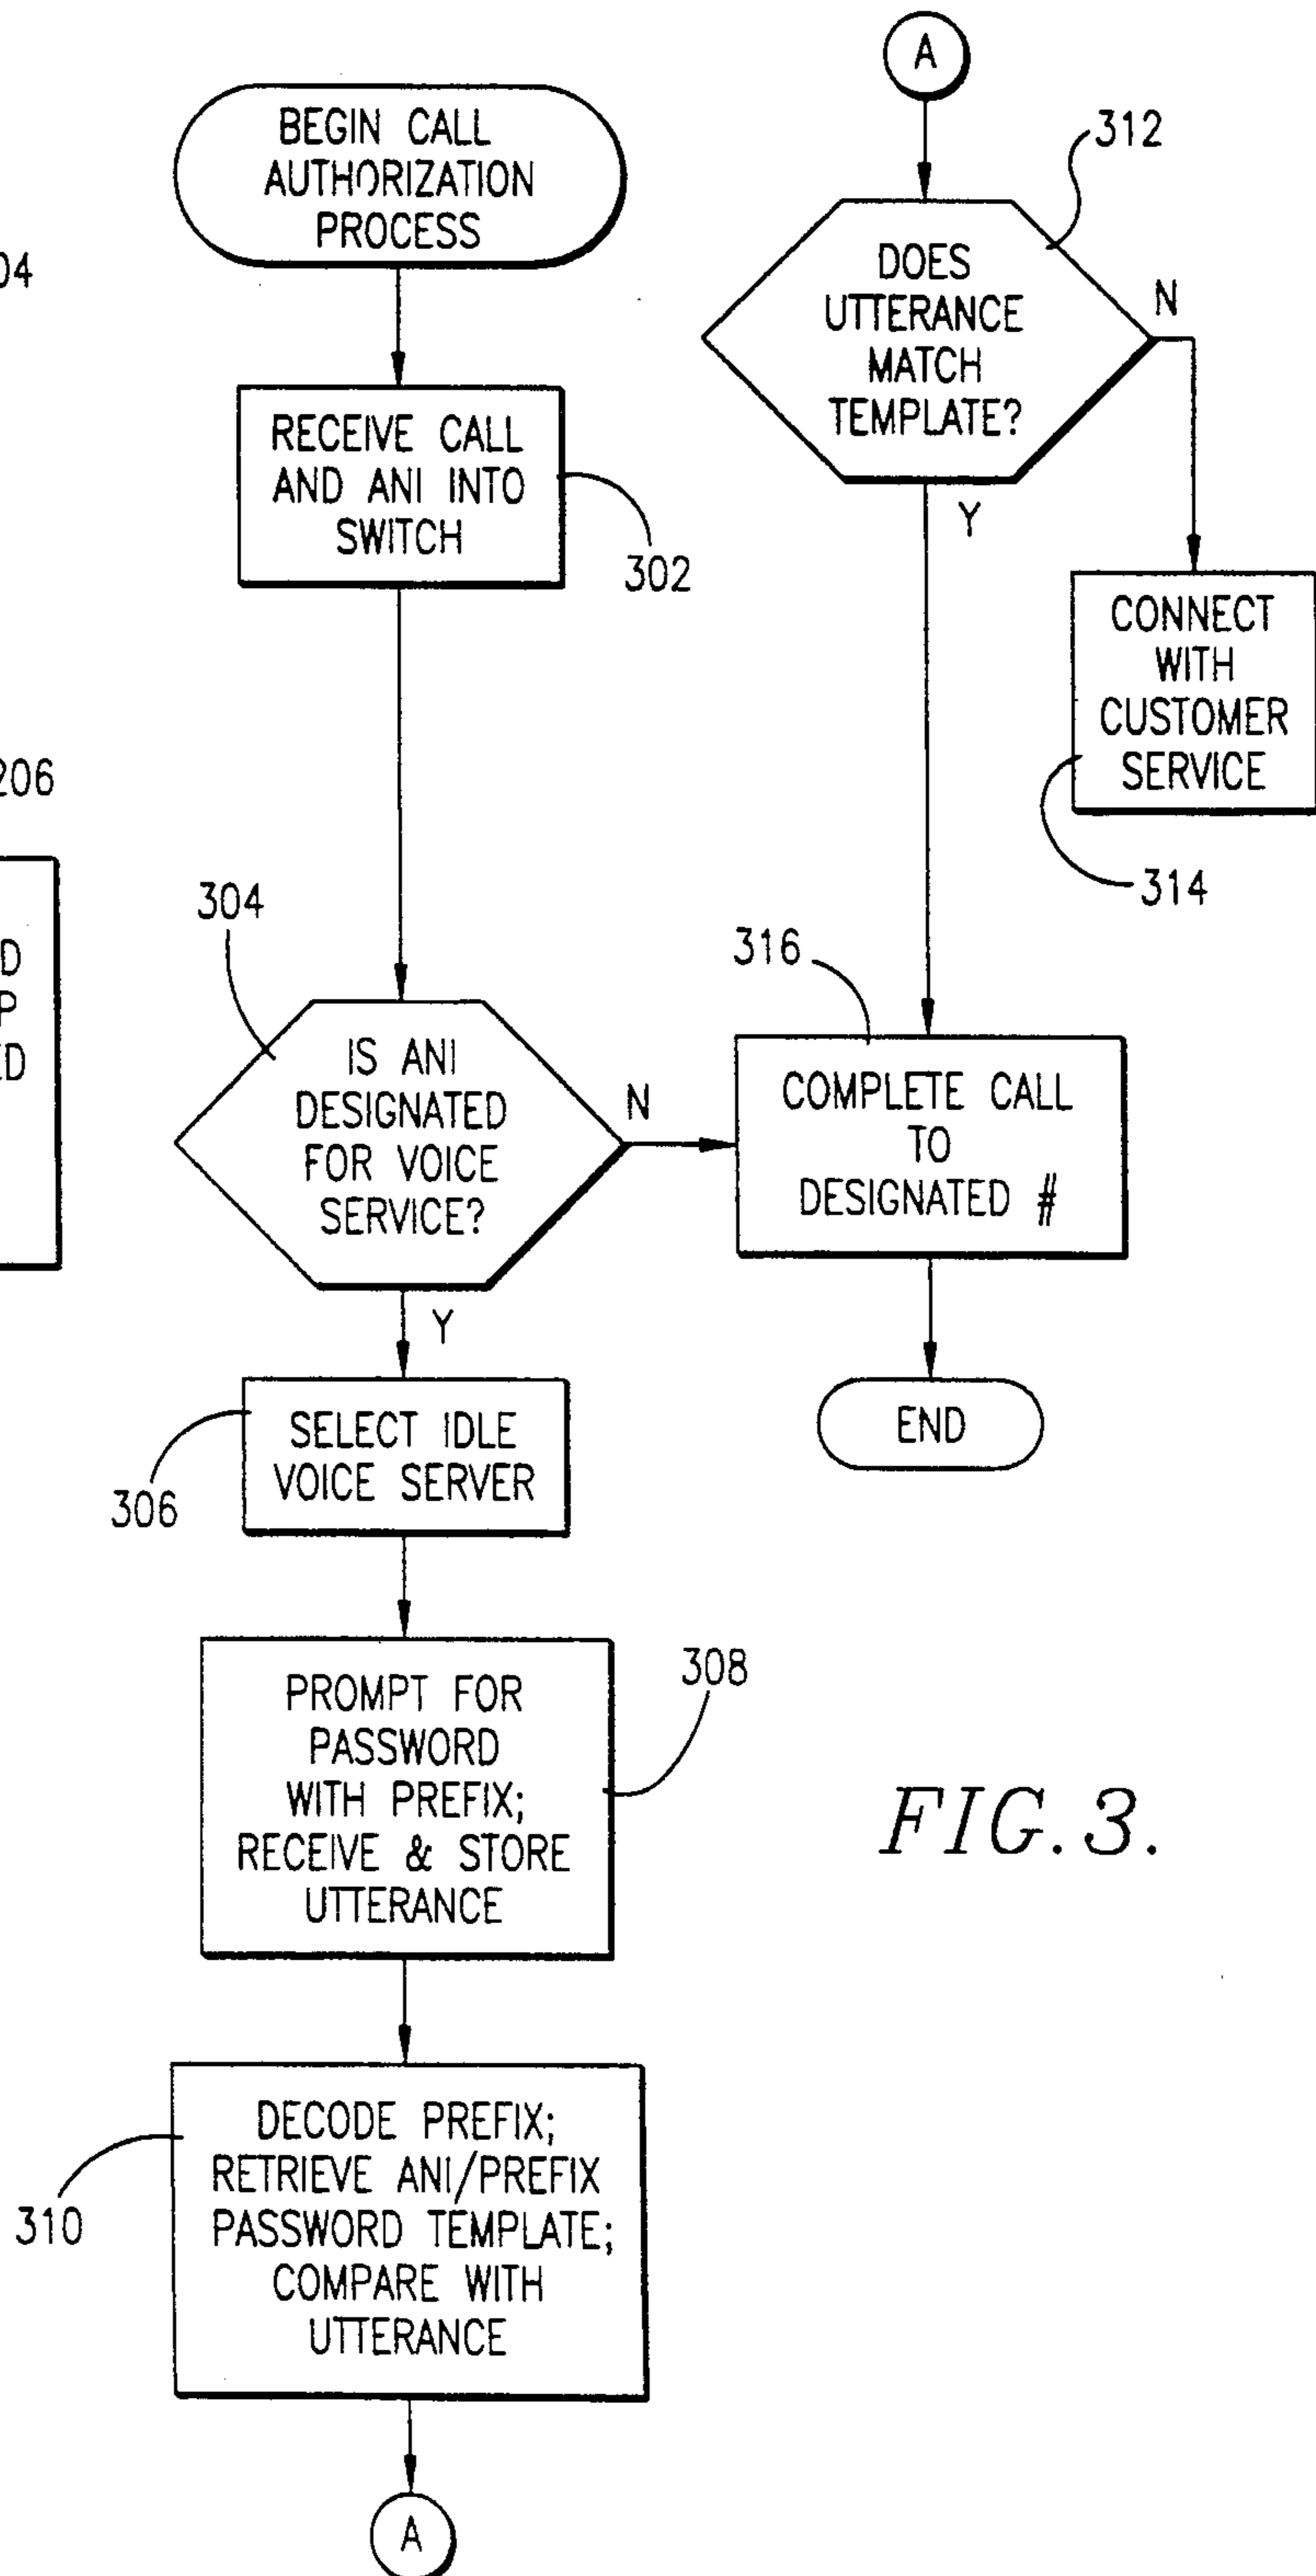 BEGIN CALL
AUTHORIZATION
PROCESS
RECEIVE CALL
AND ANI INTO
SWITCH
302
304
IS ANI
DESIGNATED
FOR VOICE
SERVICE?
N
Y
SELECT IDLE
VOICE SERVER
306
PROMPT FOR
PASSWORD
WITH PREFIX;
RECEIVE & STORE
UTTERANCE
308
DECODE PREFIX;
RETRIEVE ANI/PREFIX
PASSWORD TEMPLATE;
COMPARE WITH
UTTERANCE
310
A
A
312
DOES
UTTERANCE
MATCH
TEMPLATE?
N
Y
CONNECT
WITH
CUSTOMER
SERVICE
314
316
COMPLETE CALL
TO
DESIGNATED #
END
FIG. 3.
04
206
D
P
ED